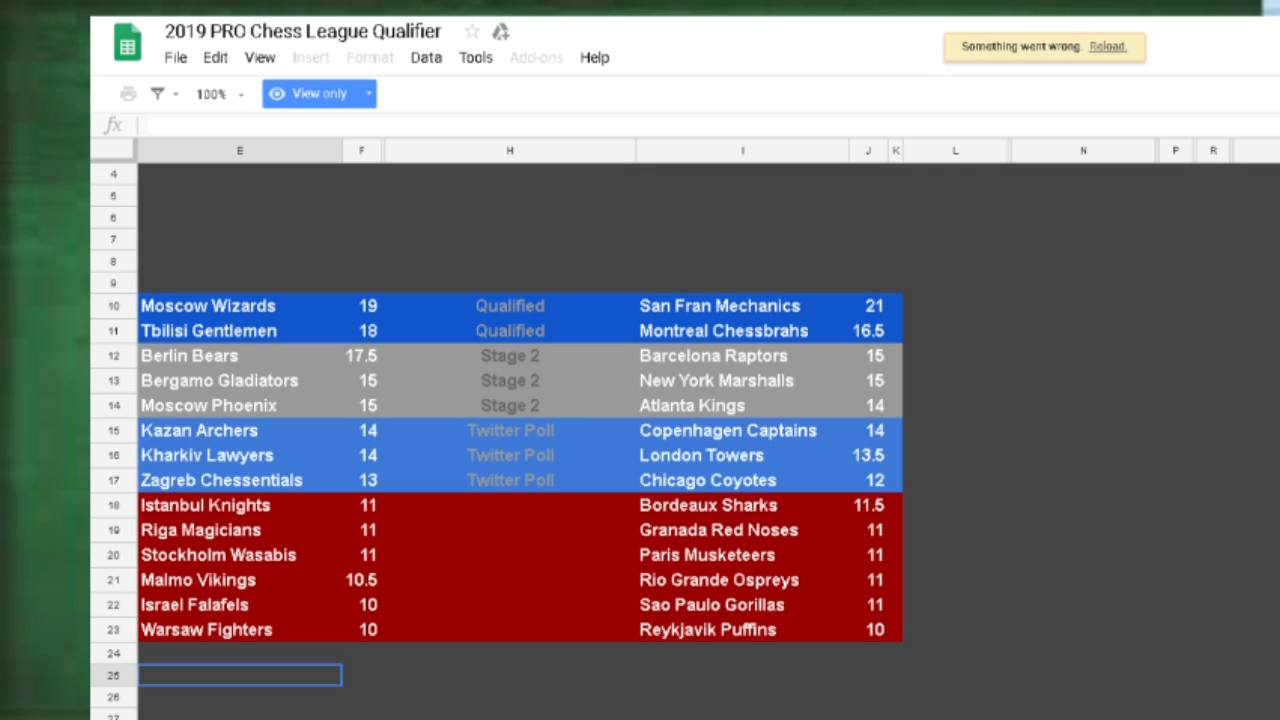 2019 PRO Chess League Qualifier
File Edit View Insert Format Data Tools Add-ons Help
Something went wrong. Reload.
100% View only
fx
E F H I J K L N P R
4
5
6
7
8
9
10 Moscow Wizards 19 Qualified San Fran Mechanics 21
11 Tbilisi Gentlemen 18 Qualified Montreal Chessbrahs 16.5
12 Berlin Bears 17.5 Stage 2 Barcelona Raptors 15
13 Bergamo Gladiators 15 Stage 2 New York Marshalls 15
14 Moscow Phoenix 15 Stage 2 Atlanta Kings 14
15 Kazan Archers 14 Twitter Poll Copenhagen Captains 14
16 Kharkiv Lawyers 14 Twitter Poll London Towers 13.5
17 Zagreb Chessentials 13 Twitter Poll Chicago Coyotes 12
18 Istanbul Knights 11 Bordeaux Sharks 11.5
19 Riga Magicians 11 Granada Red Noses 11
20 Stockholm Wasabis 11 Paris Musketeers 11
21 Malmo Vikings 10.5 Rio Grande Ospreys 11
22 Israel Falafels 10 Sao Paulo Gorillas 11
23 Warsaw Fighters 10 Reykjavik Puffins 10
24
25
26
27